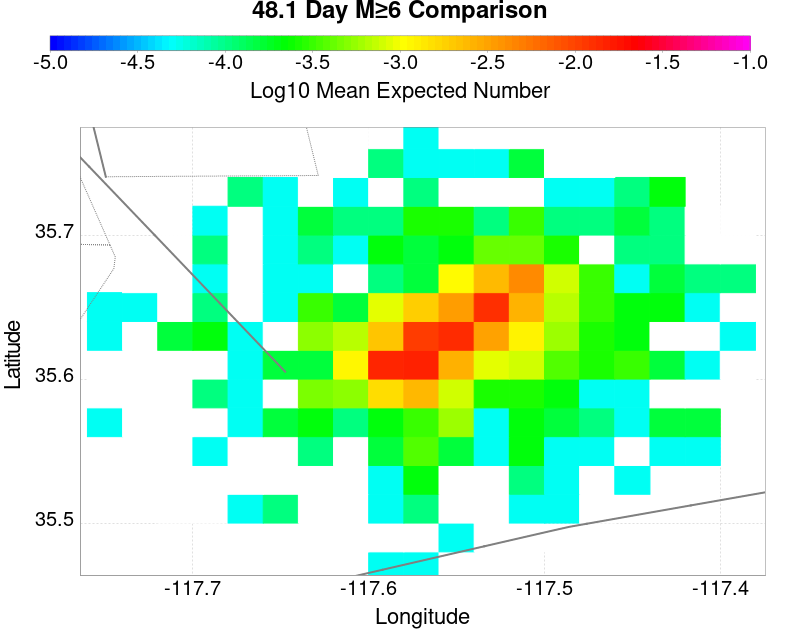 48.1 Day M≥6 Comparison
-5.0 -4.5 -4.0 -3.5 -3.0 -2.5 -2.0 -1.5 -1.0
Log10 Mean Expected Number
35.7
35.6
35.5
Latitude
-117.7 -117.6 -117.5 -117.4
Longitude